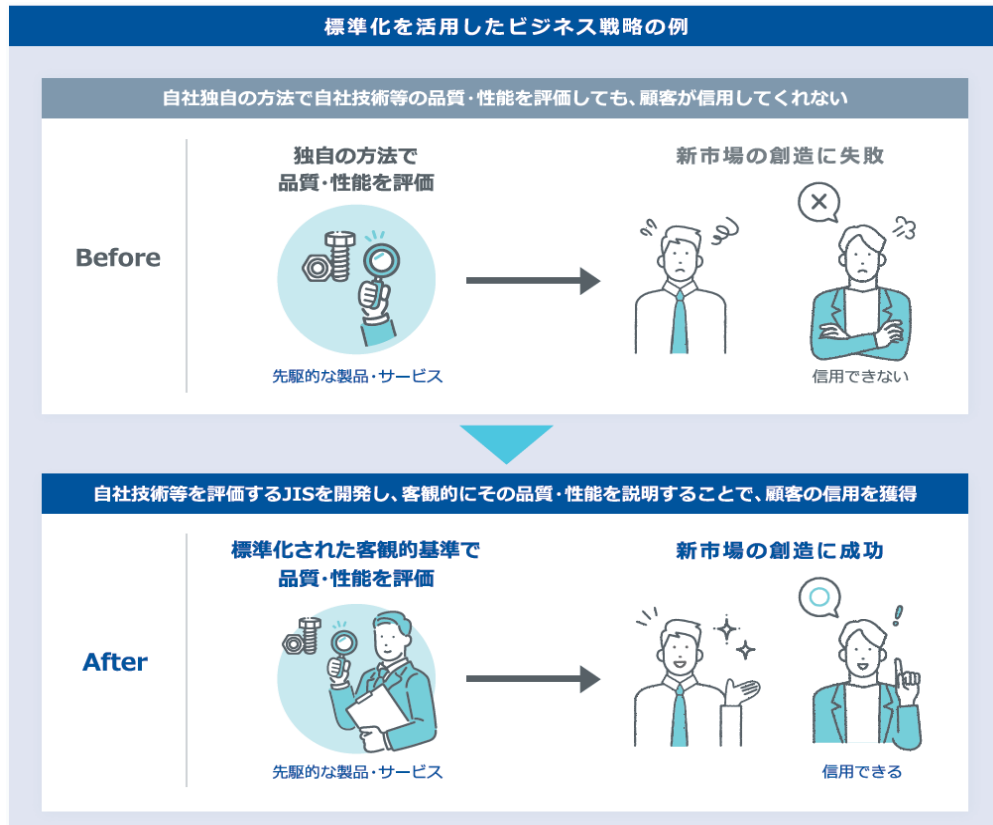 標準化を活用したビジネス戦略の例
自社独自の方法で自社技術等の品質・性能を評価しても、顧客が信用してくれない
Before
独自の方法で
品質・性能を評価
先駆的な製品・サービス
新市場の創造に失敗
信用できない
自社技術等を評価するJISを開発し、客観的にその品質・性能を説明することで、顧客の信用を獲得
After
標準化された客観的基準で
品質・性能を評価
先駆的な製品・サービス
新市場の創造に成功
信用できる